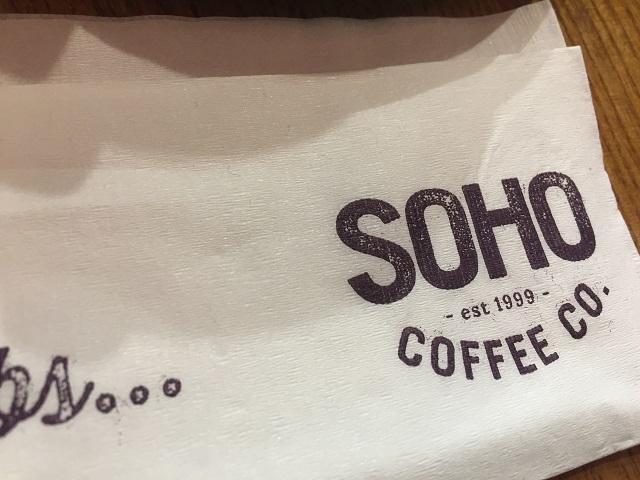 SOHO
- est 1999 -
COFFEE CO.